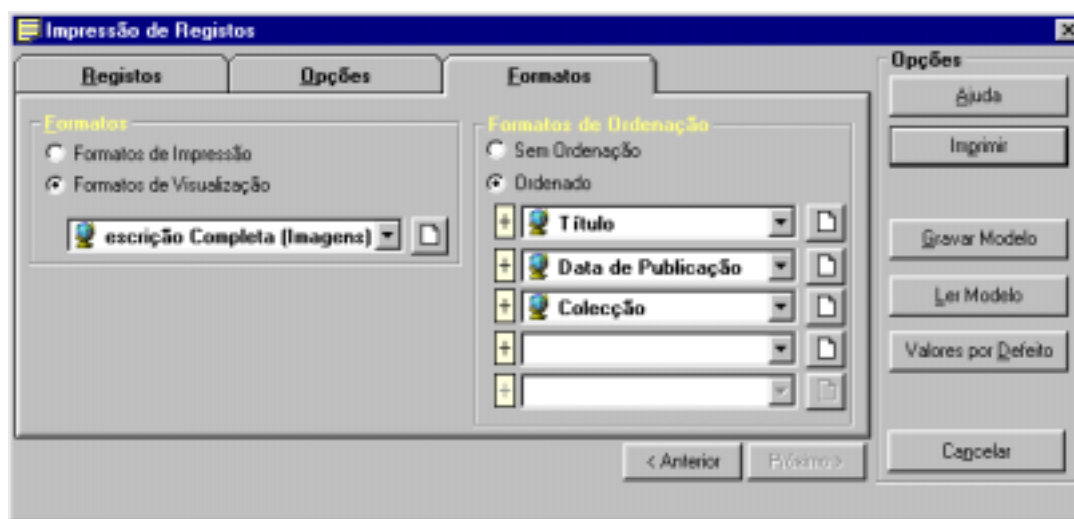 Impressão de Registos
Registos
Opções
Formatos
Formatos
Formatos de Impressão
Formatos de Visualização
escrição Completa (Imagens)
Formatos de Ordenação
Sem Ordenação
Ordenado
+ Título
+ Data de Publicação
+ Colecção
+
+
< Anterior
Próximo >
Opções
Ajuda
Imprimir
Gravar Modelo
Ler Modelo
Valores por Defeito
Cancelar